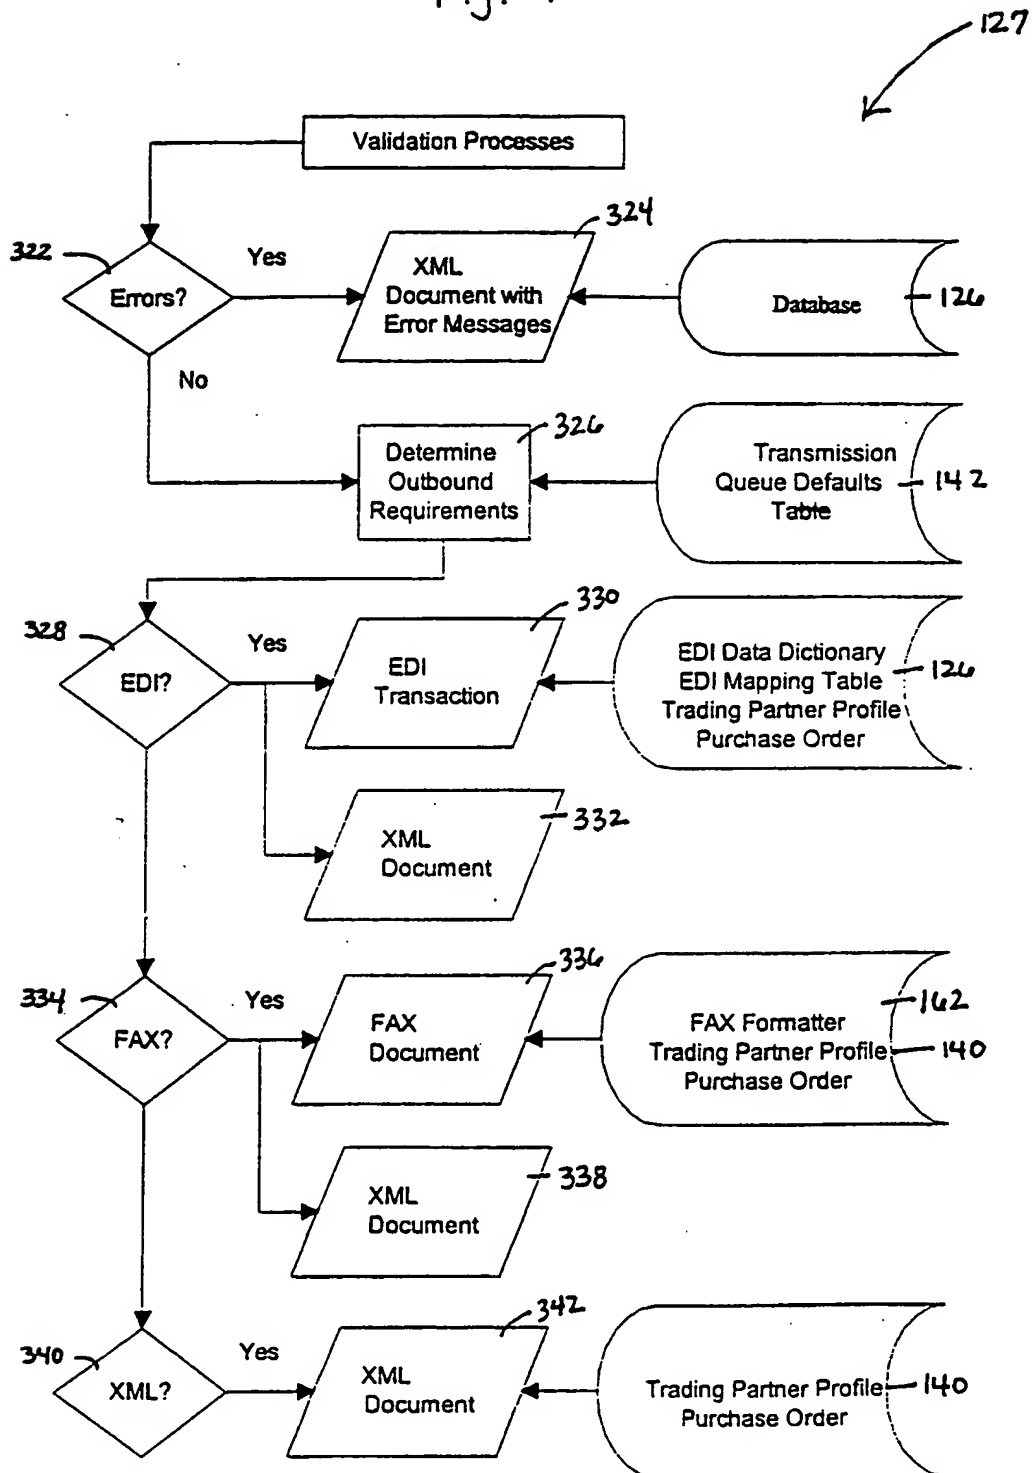 Fig.
127
Validation Processes
322
Errors?
Yes
324
XML
Document with
Error Messages
Database
126
No
326
Determine
Outbound
Requirements
Transmission
Queue Defaults
Table
142
328
EDI?
Yes
330
EDI
Transaction
EDI Data Dictionary
EDI Mapping Table
Trading Partner Profile
Purchase Order
126
332
XML
Document
334
FAX?
Yes
336
FAX
Document
162
FAX Formatter
Trading Partner Profile
Purchase Order
140
338
XML
Document
340
XML?
Yes
342
XML
Document
Trading Partner Profile
Purchase Order
140